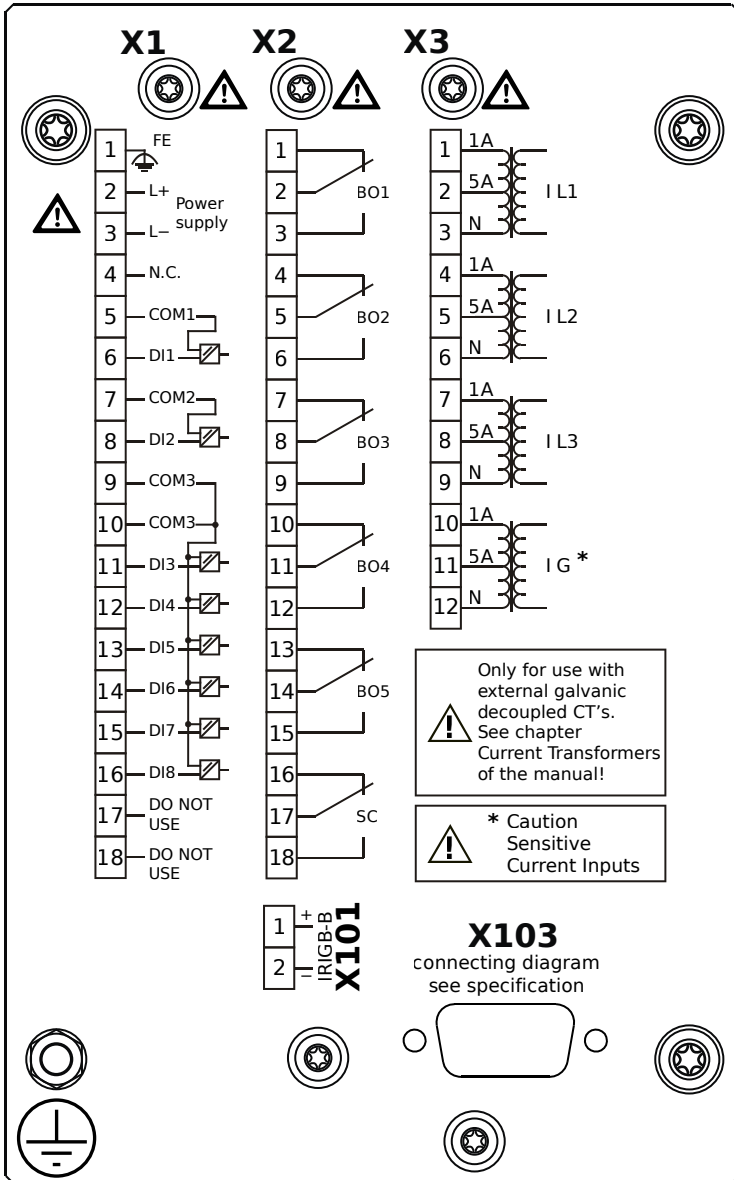 X1
1 FE
2 L+ Power supply
3 L−
4 N.C.
5 COM1
6 DI1
7 COM2
8 DI2
9 COM3
10 COM3
11 DI3
12 DI4
13 DI5
14 DI6
15 DI7
16 DI8
17 DO NOT USE
18 DO NOT USE
X2
1
2 BO1
3
4
5 BO2
6
7
8 BO3
9
10
11 BO4
12
13
14 BO5
15
16
17 SC
18
X3
1 1A
2 5A I L1
3 N
4 1A
5 5A I L2
6 N
7 1A
8 5A I L3
9 N
10 1A
11 5A I G *
12 N
Only for use with
external galvanic
decoupled CT's.
See chapter
Current Transformers
of the manual!
* Caution
Sensitive
Current Inputs
1 +
2 −
IRIGB-B
X101
X103
connecting diagram
see specification